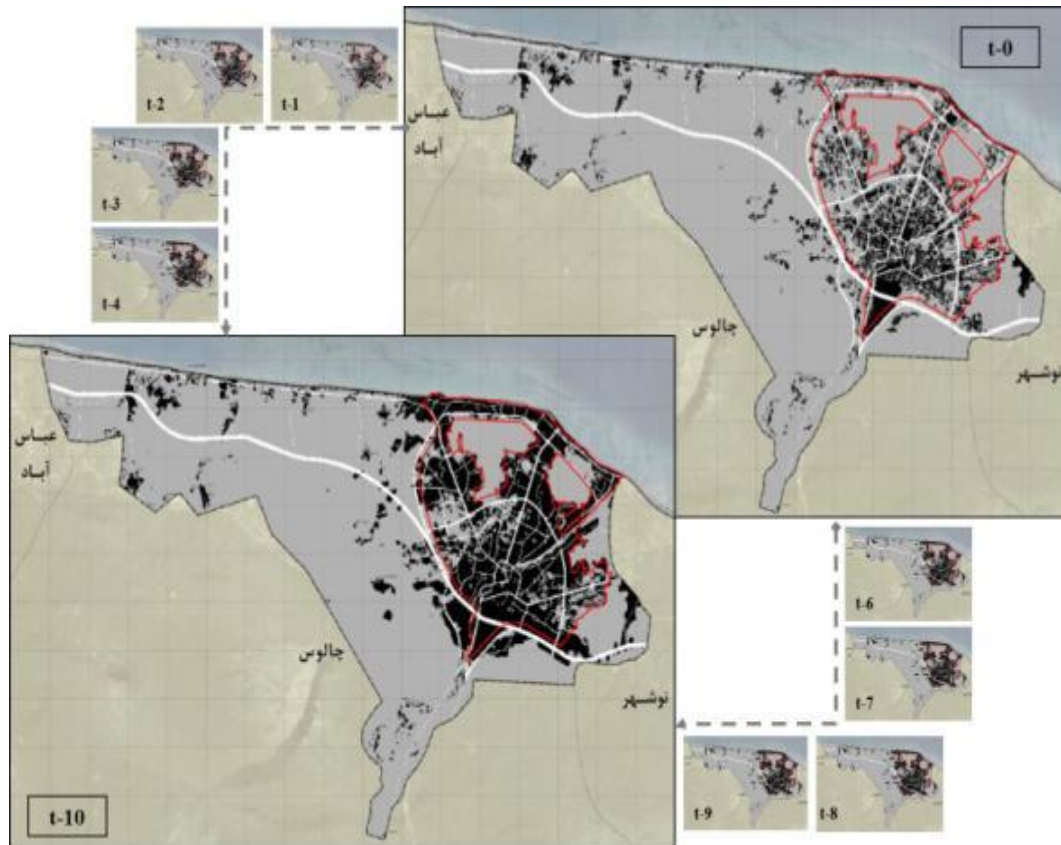 t-0
t-2
t-1
عباس
آباد
t-3
t-4
چالوس
نوشهر
عباس
آباد
t-6
چالوس
t-7
نوشهر
t-9
t-8
t-10